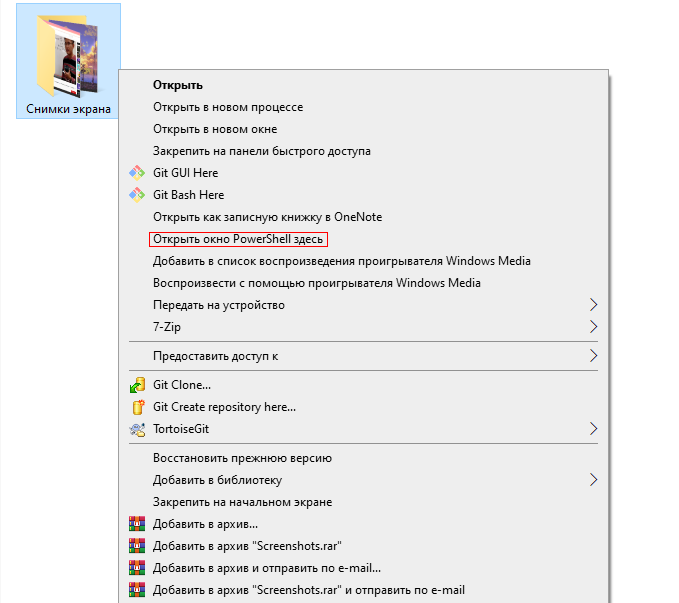 Снимки экрана
Открыть
Открыть в новом процессе
Открыть в новом окне
Закрепить на панели быстрого доступа
Git GUI Here
Git Bash Here
Открыть как записную книжку в OneNote
Открыть окно PowerShell здесь
Добавить в список воспроизведения проигрывателя Windows Media
Воспроизвести с помощью проигрывателя Windows Media
Передать на устройство
7-Zip
Предоставить доступ к
Git Clone...
Git Create repository here...
TortoiseGit
Восстановить прежнюю версию
Добавить в библиотеку
Закрепить на начальном экране
Добавить в архив...
Добавить в архив "Screenshots.rar"
Добавить в архив и отправить по e-mail...
Добавить в архив "Screenshots.rar" и отправить по e-mail